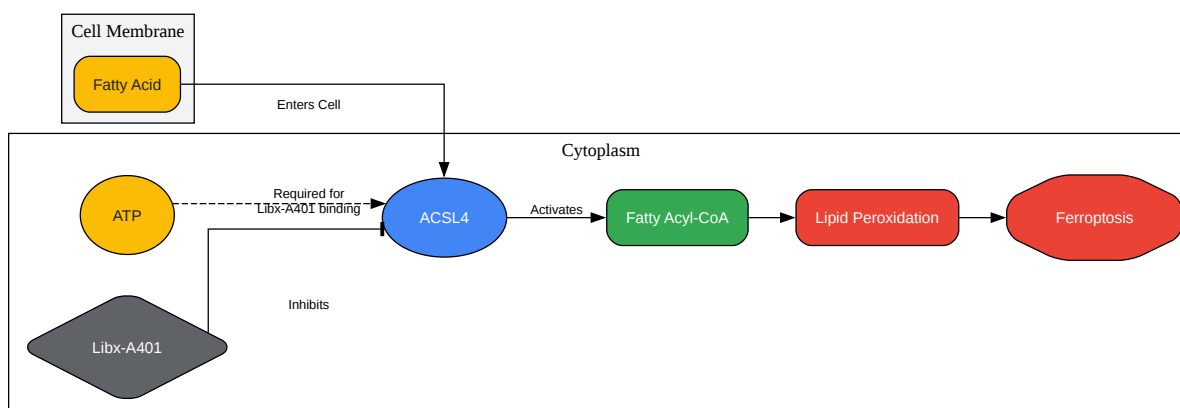 Cell Membrane
Fatty Acid
Enters Cell
Cytoplasm
ATP
Required for
Libx-A401 binding
ACSL4
Activates
Fatty Acyl-CoA
Lipid Peroxidation
Ferroptosis
Inhibits
Libx-A401